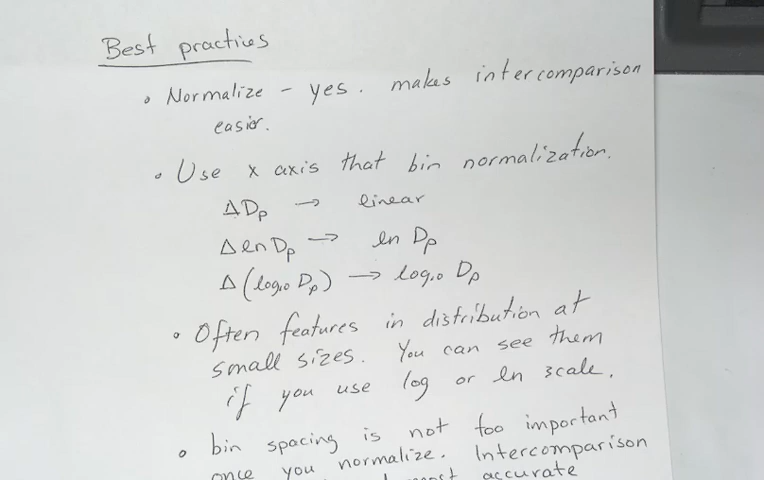 Best practices
• Normalize - yes. makes intercomparison
easier.
• Use x axis that bin normalization.
ΔDp → linear
Δ ln Dp → ln Dp
Δ(log10 Dp) → log10 Dp
• Often features in distribution at
small sizes. You can see them
if you use log or ln scale.
• bin spacing is not too important
once you normalize. Intercomparison
most accurate